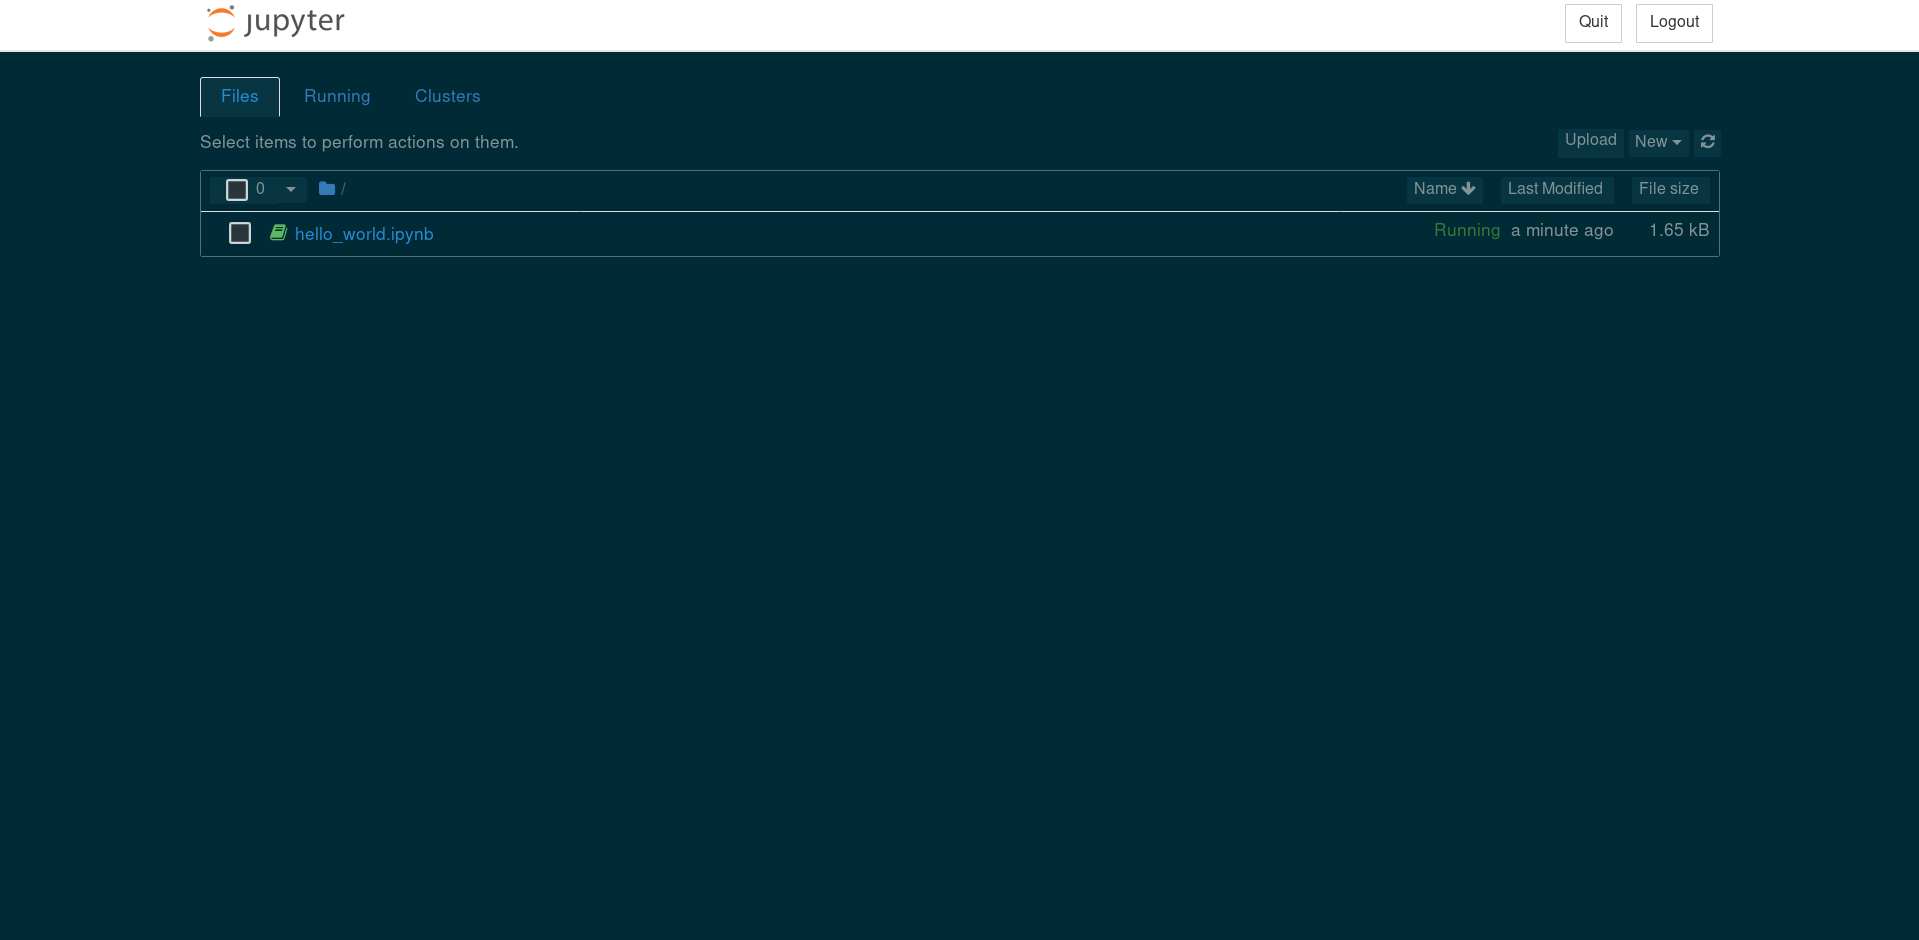 jupyter
Quit Logout
Files Running Clusters
Select items to perform actions on them.
Upload New
0 / Name Last Modified File size
hello_world.ipynb Running a minute ago 1.65 kB